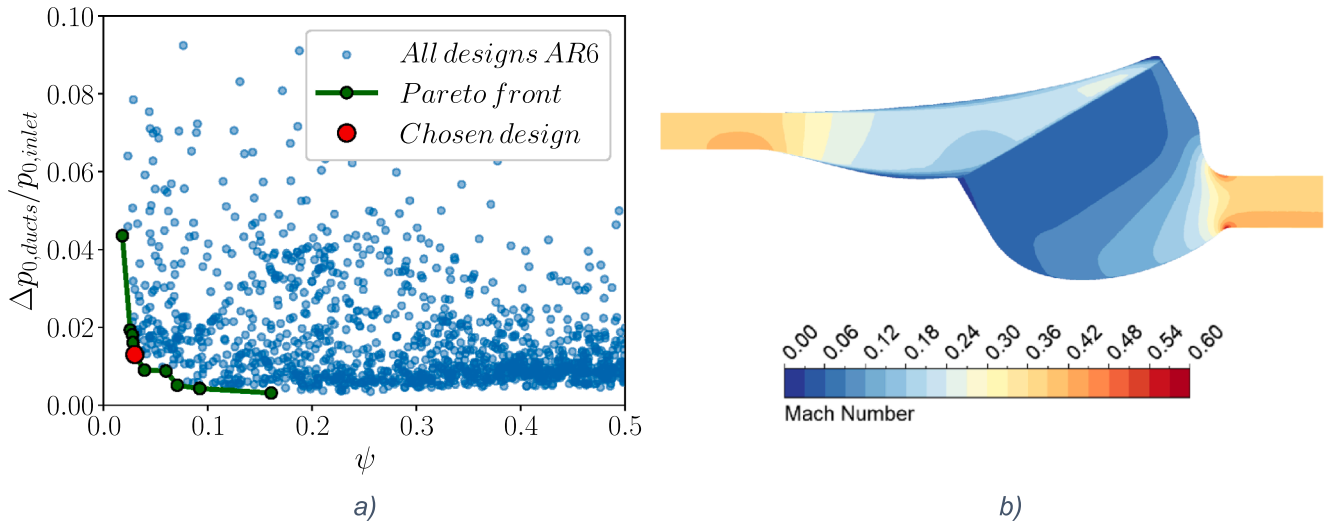 0.10
0.08
0.06
0.04
0.02
0.00
Δp0,ducts/p0,inlet
All designs AR6
Pareto front
Chosen design
0.0 0.1 0.2 0.3 0.4 0.5
ψ
a)
0.00 0.06 0.12 0.18 0.24 0.30 0.36 0.42 0.48 0.54 0.60
Mach Number
b)